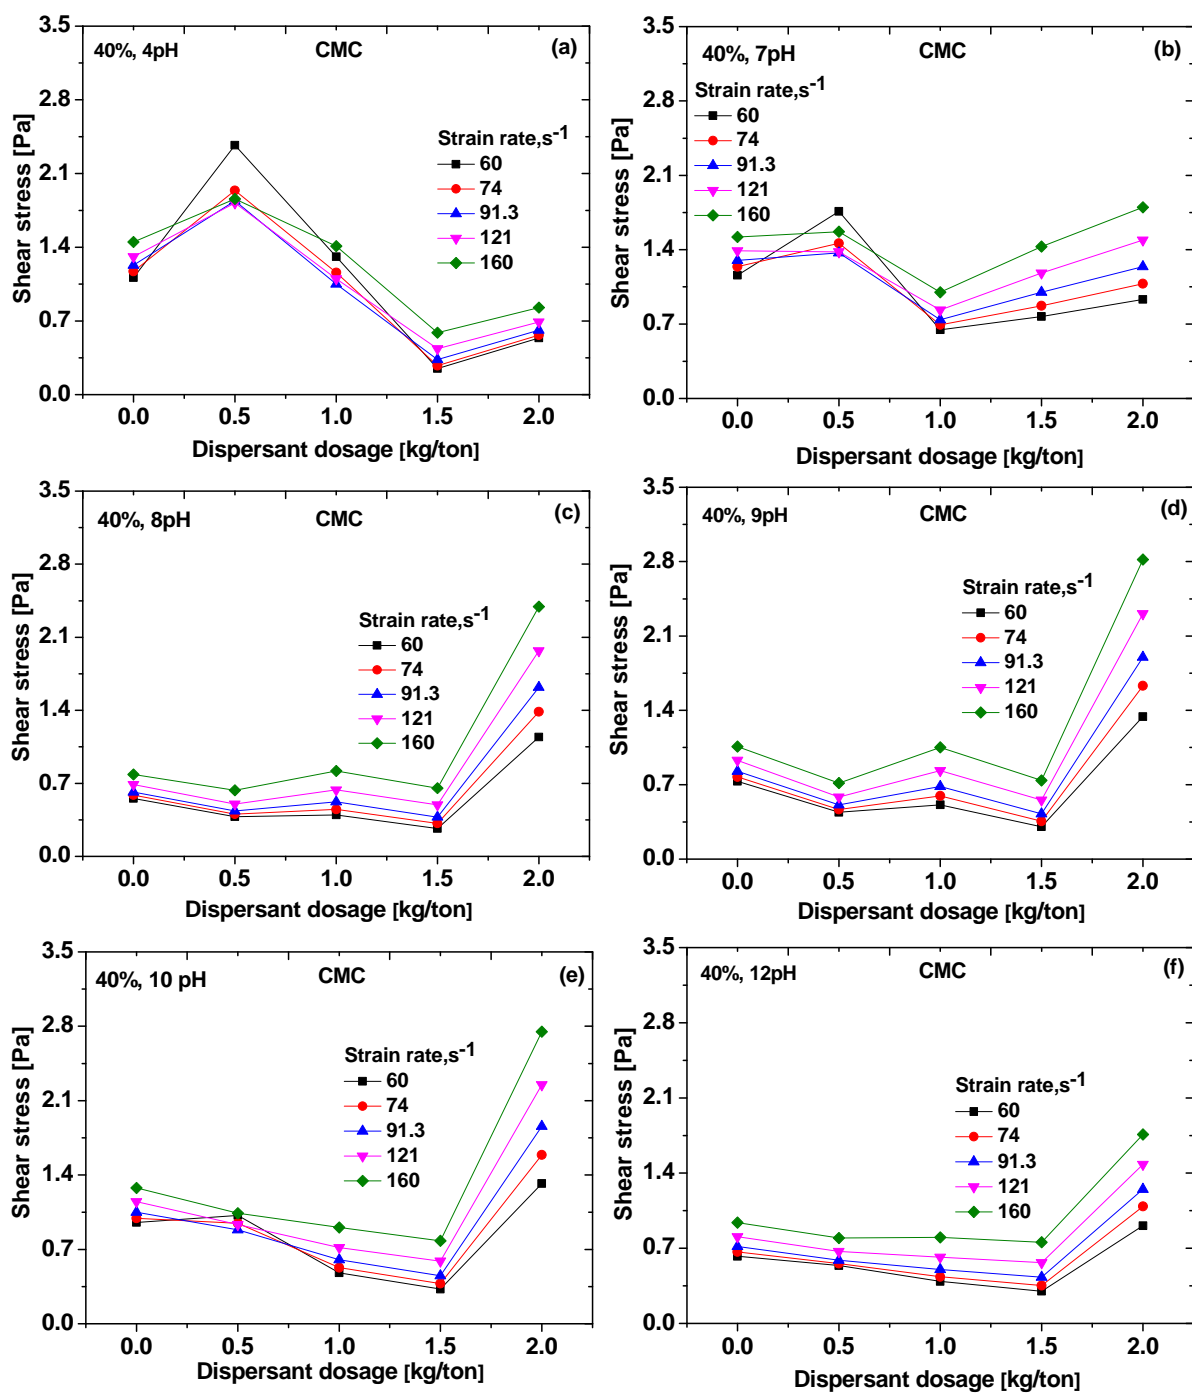 40%, 4pH CMC (a)
Shear stress [Pa]
3.5
2.8
2.1
1.4
0.7
0.0
Strain rate,s-1
60
74
91.3
121
160
0.0 0.5 1.0 1.5 2.0
Dispersant dosage [kg/ton]
40%, 7pH CMC (b)
Shear stress [Pa]
3.5
2.8
2.1
1.4
0.7
0.0
Strain rate,s-1
60
74
91.3
121
160
0.0 0.5 1.0 1.5 2.0
Dispersant dosage [kg/ton]
40%, 8pH CMC (c)
Shear stress [Pa]
3.5
2.8
2.1
1.4
0.7
0.0
Strain rate,s-1
60
74
91.3
121
160
0.0 0.5 1.0 1.5 2.0
Dispersant dosage [kg/ton]
40%, 9pH CMC (d)
Shear stress [Pa]
3.5
2.8
2.1
1.4
0.7
0.0
Strain rate,s-1
60
74
91.3
121
160
0.0 0.5 1.0 1.5 2.0
Dispersant dosage [kg/ton]
40%, 10 pH CMC (e)
Shear stress [Pa]
3.5
2.8
2.1
1.4
0.7
0.0
Strain rate,s-1
60
74
91.3
121
160
0.0 0.5 1.0 1.5 2.0
Dispersant dosage [kg/ton]
40%, 12pH CMC (f)
Shear stress [Pa]
3.5
2.8
2.1
1.4
0.7
0.0
Strain rate,s-1
60
74
91.3
121
160
0.0 0.5 1.0 1.5 2.0
Dispersant dosage [kg/ton]